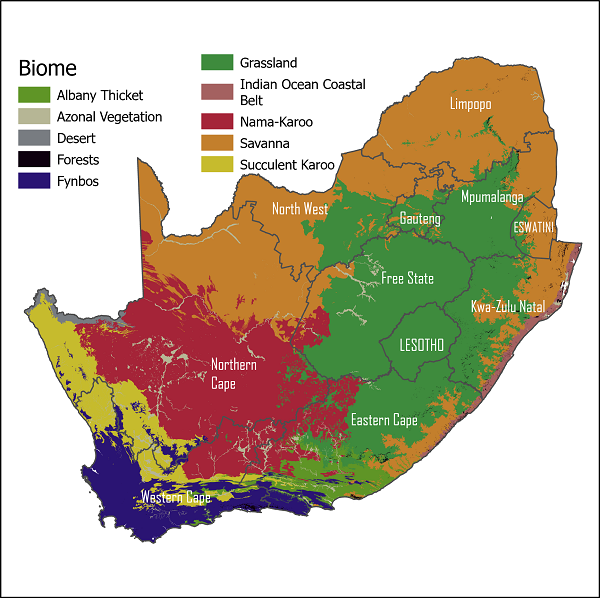 Biome
Albany Thicket
Azonal Vegetation
Desert
Forests
Fynbos
Grassland
Indian Ocean Coastal
Belt
Nama-Karoo
Savanna
Succulent Karoo
Limpopo
Mpumalanga
North West
Gauteng
ESWATINI
Free State
Kwa-Zulu Natal
LESOTHO
Northern
Cape
Eastern Cape
Western Cape